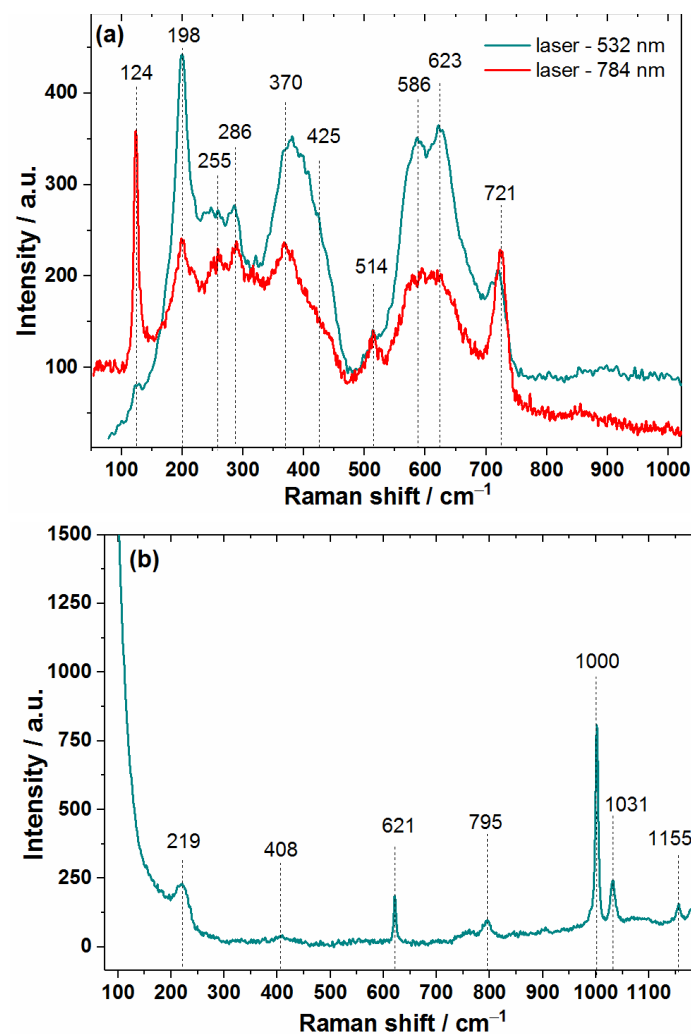 (a)
198
124
370
586
623
laser - 532 nm
laser - 784 nm
425
286
255
514
721
400
300
200
100
Intensity / a.u.
100 200 300 400 500 600 700 800 900 1000
Raman shift / cm⁻¹
1500
(b)
1250
1000
750
500
250
0
Intensity / a.u.
219
408
621
795
1000
1031
1155
100 200 300 400 500 600 700 800 900 1000 1100
Raman shift / cm⁻¹